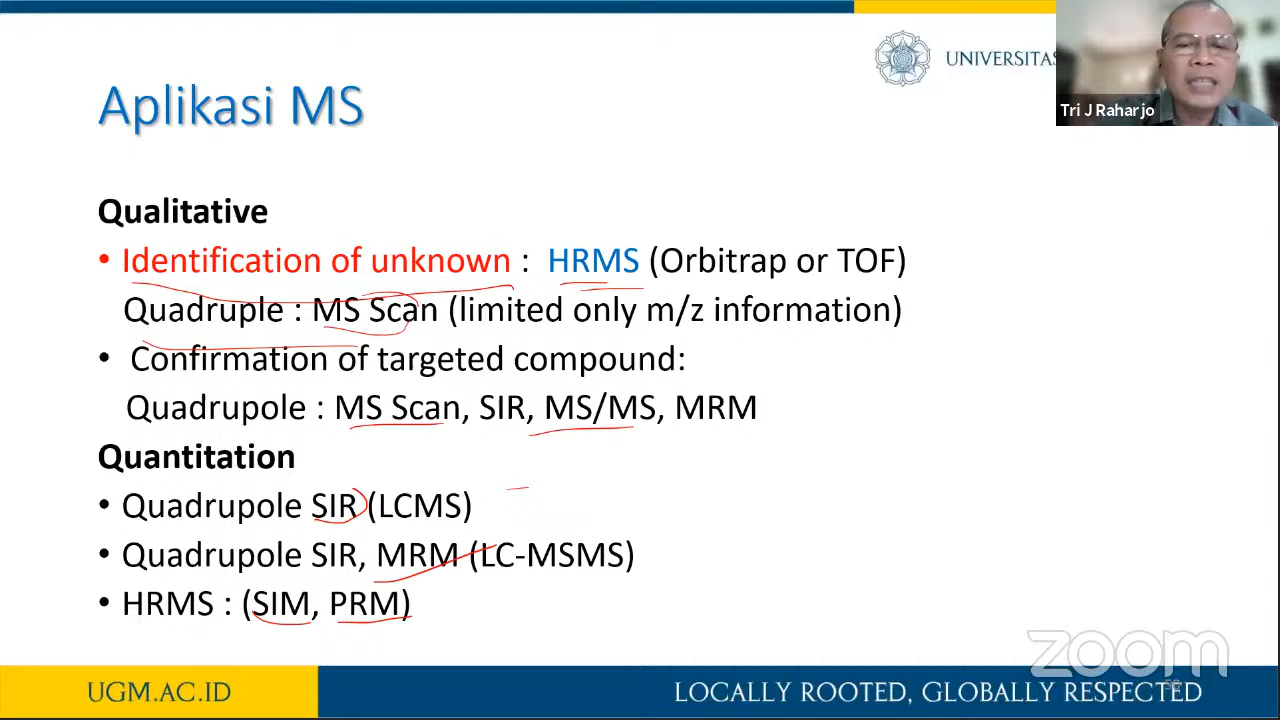 UNIVERSITAS
Tri J Raharjo
Aplikasi MS
Qualitative
• Identification of unknown : HRMS (Orbitrap or TOF)
Quadruple : MS Scan (limited only m/z information)
• Confirmation of targeted compound:
Quadrupole : MS Scan, SIR, MS/MS, MRM
Quantitation
• Quadrupole SIR (LCMS)
• Quadrupole SIR, MRM (LC-MSMS)
• HRMS : (SIM, PRM)
zoom
UGM.AC.ID
LOCALLY ROOTED, GLOBALLY RESPECTED